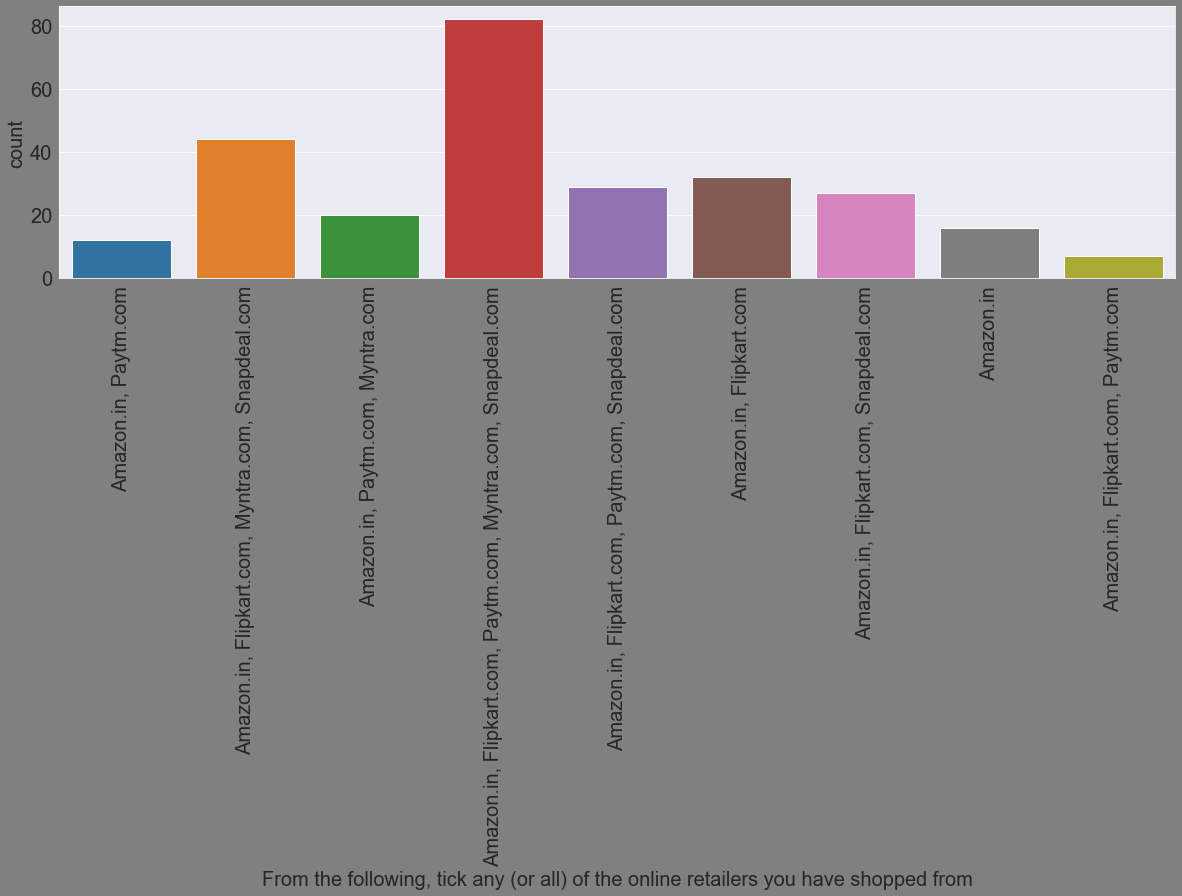 80
60
40
20
0
count
Amazon.in, Paytm.com
Amazon.in, Flipkart.com, Myntra.com, Snapdeal.com
Amazon.in, Paytm.com, Myntra.com
Amazon.in, Flipkart.com, Paytm.com, Myntra.com, Snapdeal.com
Amazon.in, Flipkart.com, Paytm.com, Snapdeal.com
Amazon.in, Flipkart.com
Amazon.in, Flipkart.com, Snapdeal.com
Amazon.in
Amazon.in, Flipkart.com, Paytm.com
From the following, tick any (or all) of the online retailers you have shopped from